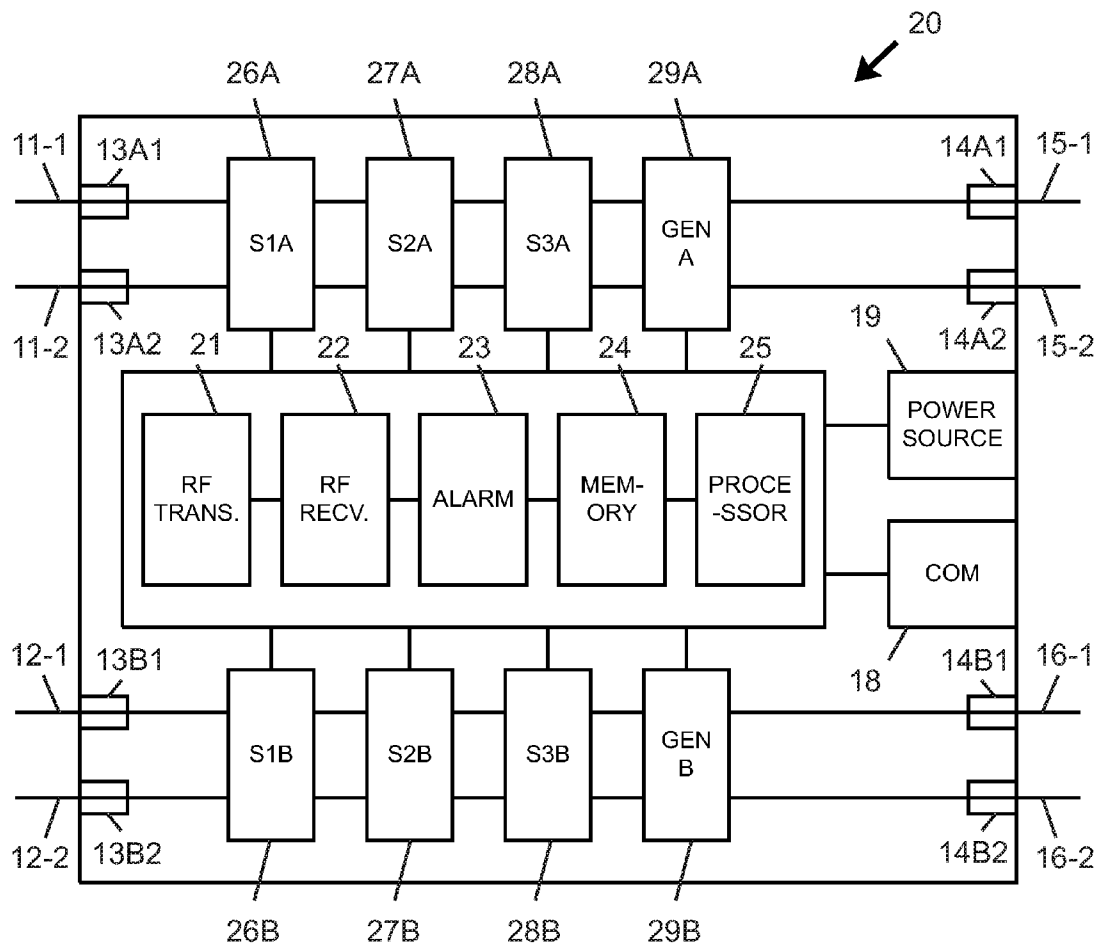 20
26A 27A 28A 29A
11-1 13A1 14A1 15-1
S1A S2A S3A GEN A
11-2 13A2 21 22 23 24 25 19 14A2 15-2
POWER
SOURCE
RF
TRANS.
RF
RECV.
ALARM
MEM-
ORY
PROCE
-SSOR
COM
12-1 13B1 18 14B1 16-1
S1B S2B S3B GEN B
12-2 13B2 14B2 16-2
26B 27B 28B 29B